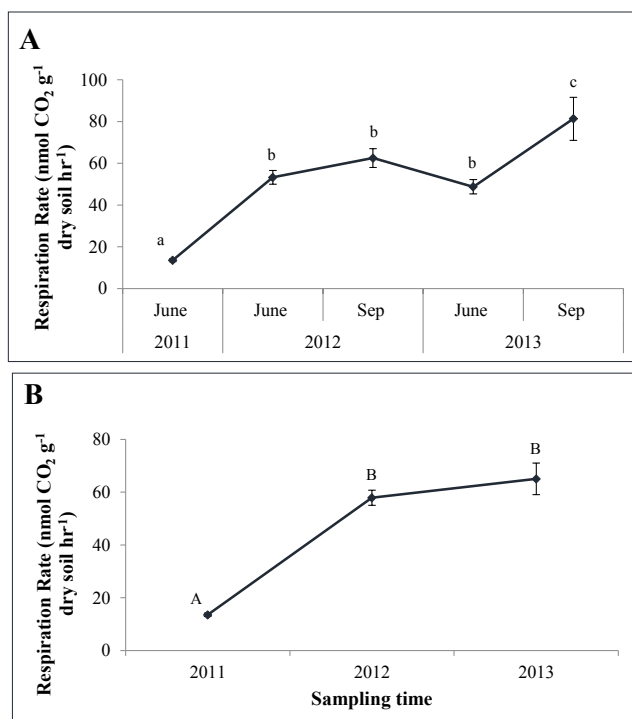 A
Respiration Rate (nmol CO₂ g⁻¹
dry soil hr⁻¹)
100
80
60
40
20
0
a
b
b
b
c
June
June
Sep
June
Sep
2011
2012
2013
B
Respiration Rate (nmol CO₂ g⁻¹
dry soil hr⁻¹)
80
60
40
20
0
A
B
B
2011
2012
2013
Sampling time